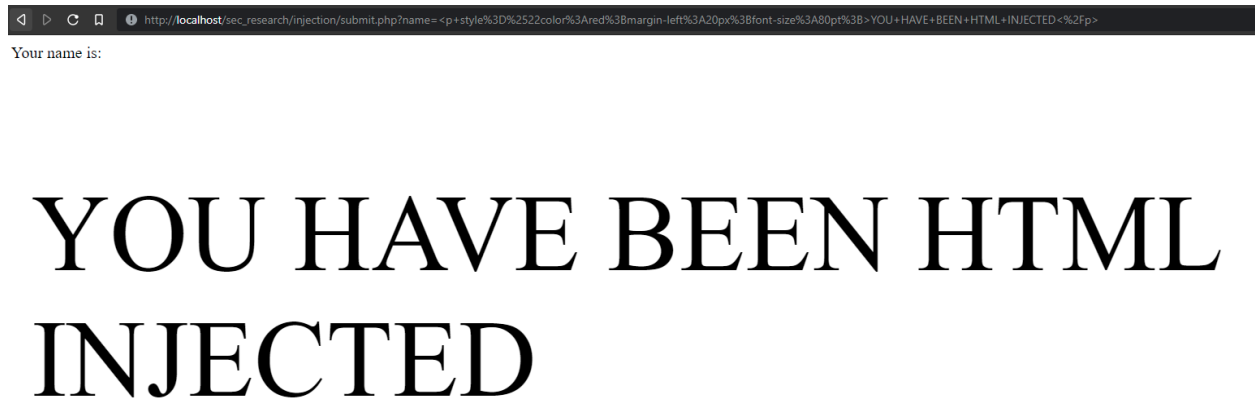 http://localhost/sec_research/injection/submit.php?name=<p+style%3D%2522color%3Ared%3Bmargin-left%3A20px%3Bfont-size%3A80pt%3B>YOU+HAVE+BEEN+HTML+INJECTED<%2Fp>
Your name is:
YOU HAVE BEEN HTML
INJECTED